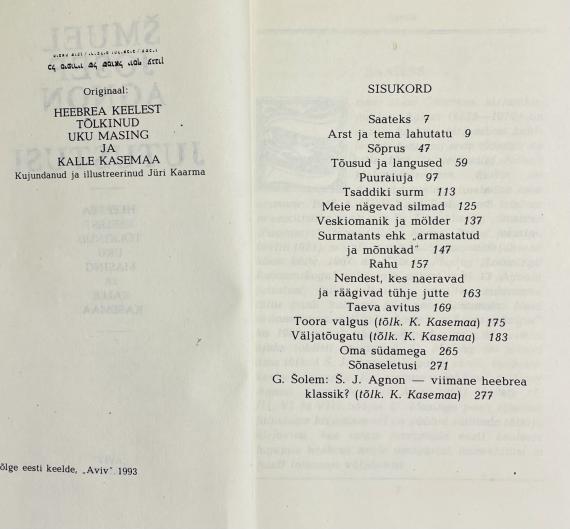 Originaal:
HEEBREA KEELEST
TÕLKINUD
UKU MASING
JA
KALLE KASEMAA
Kujundanud ja illustreerinud Jüri Kaarma
õlge eesti keelde, „Aviv" 1993
SISUKORD
Saateks 7
Arst ja tema lahutatu 9
Sõprus 47
Tõusud ja langused 59
Puuraiuja 97
Tsaddiki surm 113
Meie nägevad silmad 125
Veskiomanik ja mölder 137
Surmatants ehk „armastatud
ja mõnukad" 147
Rahu 157
Nendest, kes naeravad
ja räägivad tühje jutte 163
Taeva avitus 169
Toora valgus (tõlk. K. Kasemaa) 175
Väljatõugatu (tõlk. K. Kasemaa) 183
Oma südamega 265
Sõnaseletusi 271
G. Šolem: Š. J. Agnon — viimane heebrea
klassik? (tõlk. K. Kasemaa) 277